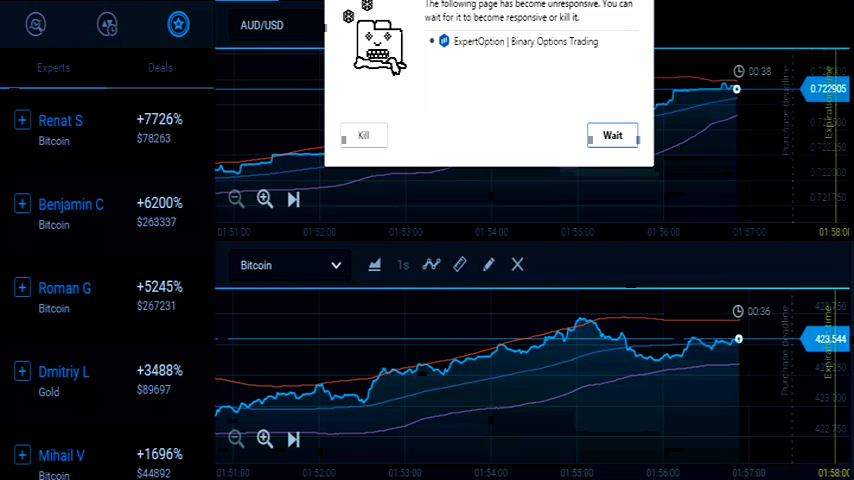 Experts
Deals
Renat S
+7726%
Bitcoin
$78263
Benjamin C
+6200%
Bitcoin
$263337
Roman G
+5245%
Bitcoin
$267231
Dmitriy L
+3488%
Gold
$89697
Mihail V
+1696%
Bitcoin
$44892
AUD/USD
The following page has become unresponsive. You can
wait for it to become responsive or kill it.
ExpertOption | Binary Options Trading
Kill
Wait
00:38
Purchase deadline
Expiration time
0.722905
0.722250
0.721750
01:51:00
01:52:00
01:53:00
01:54:00
01:55:00
01:56:00
01:57:00
01:58:00
Bitcoin
1s
00:36
Purchase deadline
Expiration time
423.750
423.544
423.250
422.750
01:51:00
01:52:00
01:53:00
01:54:00
01:55:00
01:56:00
01:57:00
01:58:00